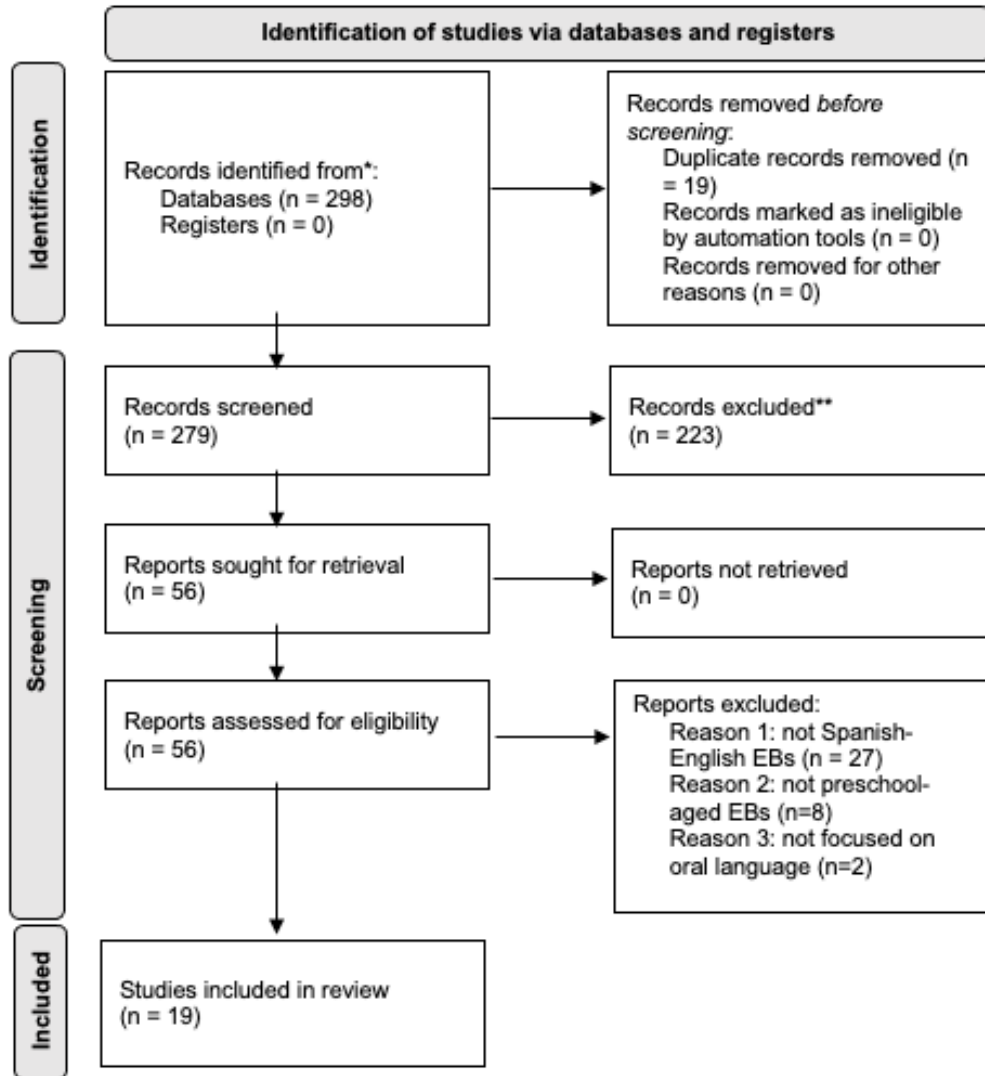 Identification of studies via databases and registers
Identification
Records identified from*:
Databases (n = 298)
Registers (n = 0)
Records removed before
screening:
Duplicate records removed (n
= 19)
Records marked as ineligible
by automation tools (n = 0)
Records removed for other
reasons (n = 0)
Screening
Records screened
(n = 279)
Records excluded**
(n = 223)
Reports sought for retrieval
(n = 56)
Reports not retrieved
(n = 0)
Reports assessed for eligibility
(n = 56)
Reports excluded:
Reason 1: not Spanish-
English EBs (n = 27)
Reason 2: not preschool-
aged EBs (n=8)
Reason 3: not focused on
oral language (n=2)
Included
Studies included in review
(n = 19)